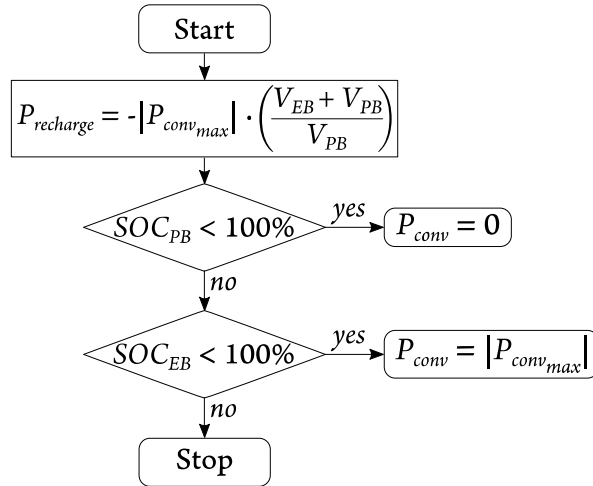 Start
P_recharge = -|P_conv_max| · ((V_EB + V_PB) / V_PB)
SOC_PB < 100%
yes
P_conv = 0
no
SOC_EB < 100%
yes
P_conv = |P_conv_max|
no
Stop